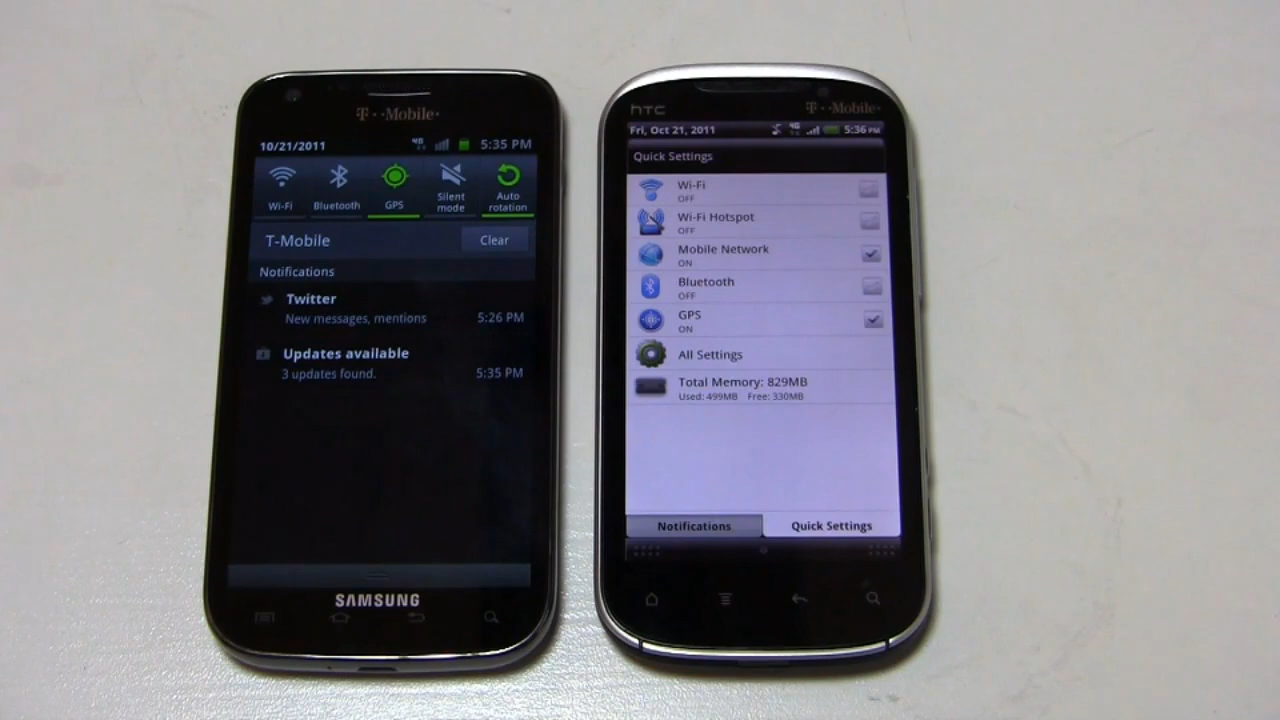 T··Mobile·
10/21/2011 4G 5:35 PM
Wi-Fi Bluetooth GPS Silent mode Auto rotation
T-Mobile Clear
Notifications
Twitter
New messages, mentions 5:26 PM
Updates available
3 updates found. 5:35 PM
SAMSUNG
hTC T··Mobile·
Fri, Oct 21, 2011 4G 5:36 PM
Quick Settings
Wi-Fi
OFF
Wi-Fi Hotspot
OFF
Mobile Network
ON
Bluetooth
OFF
GPS
ON
All Settings
Total Memory: 829MB
Used: 499MB Free: 330MB
Notifications Quick Settings